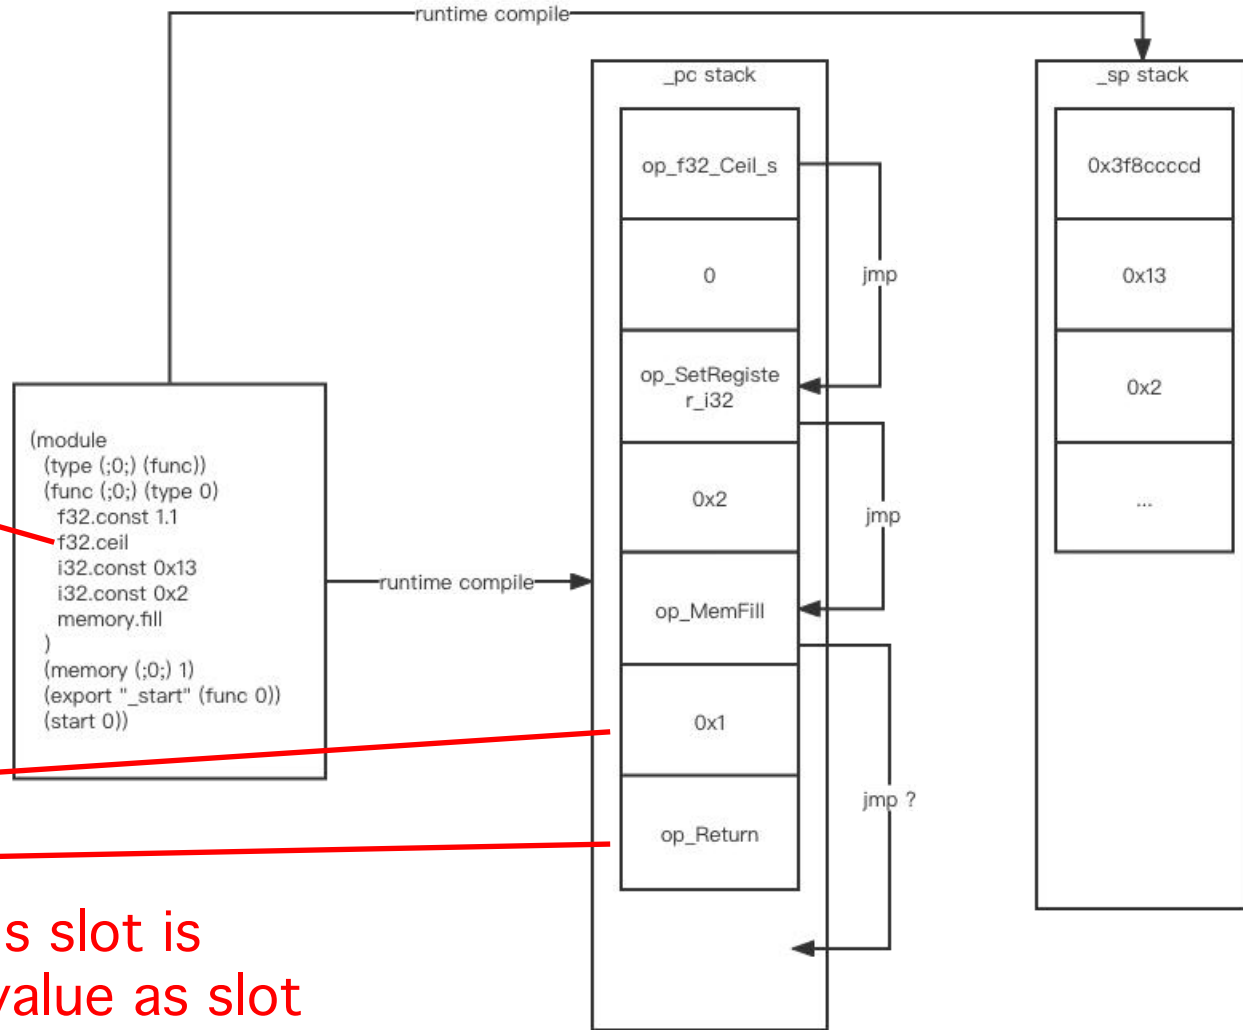 runtime compile
_pc stack
_sp stack
op_f32_Ceil_s
0x3f8ccccd
0
jmp
0x13
op_SetRegiste
r_i32
0x2
(module
(type (;0;) (func))
(func (;0;) (type 0)
f32.const 1.1
f32.ceil
i32.const 0x13
i32.const 0x2
memory.fill
)
(memory (;0;) 1)
(export "_start" (func 0))
(start 0))
0x2
jmp
...
runtime compile
op_MemFill
0x1
jmp ?
op_Return
s slot is
value as slot